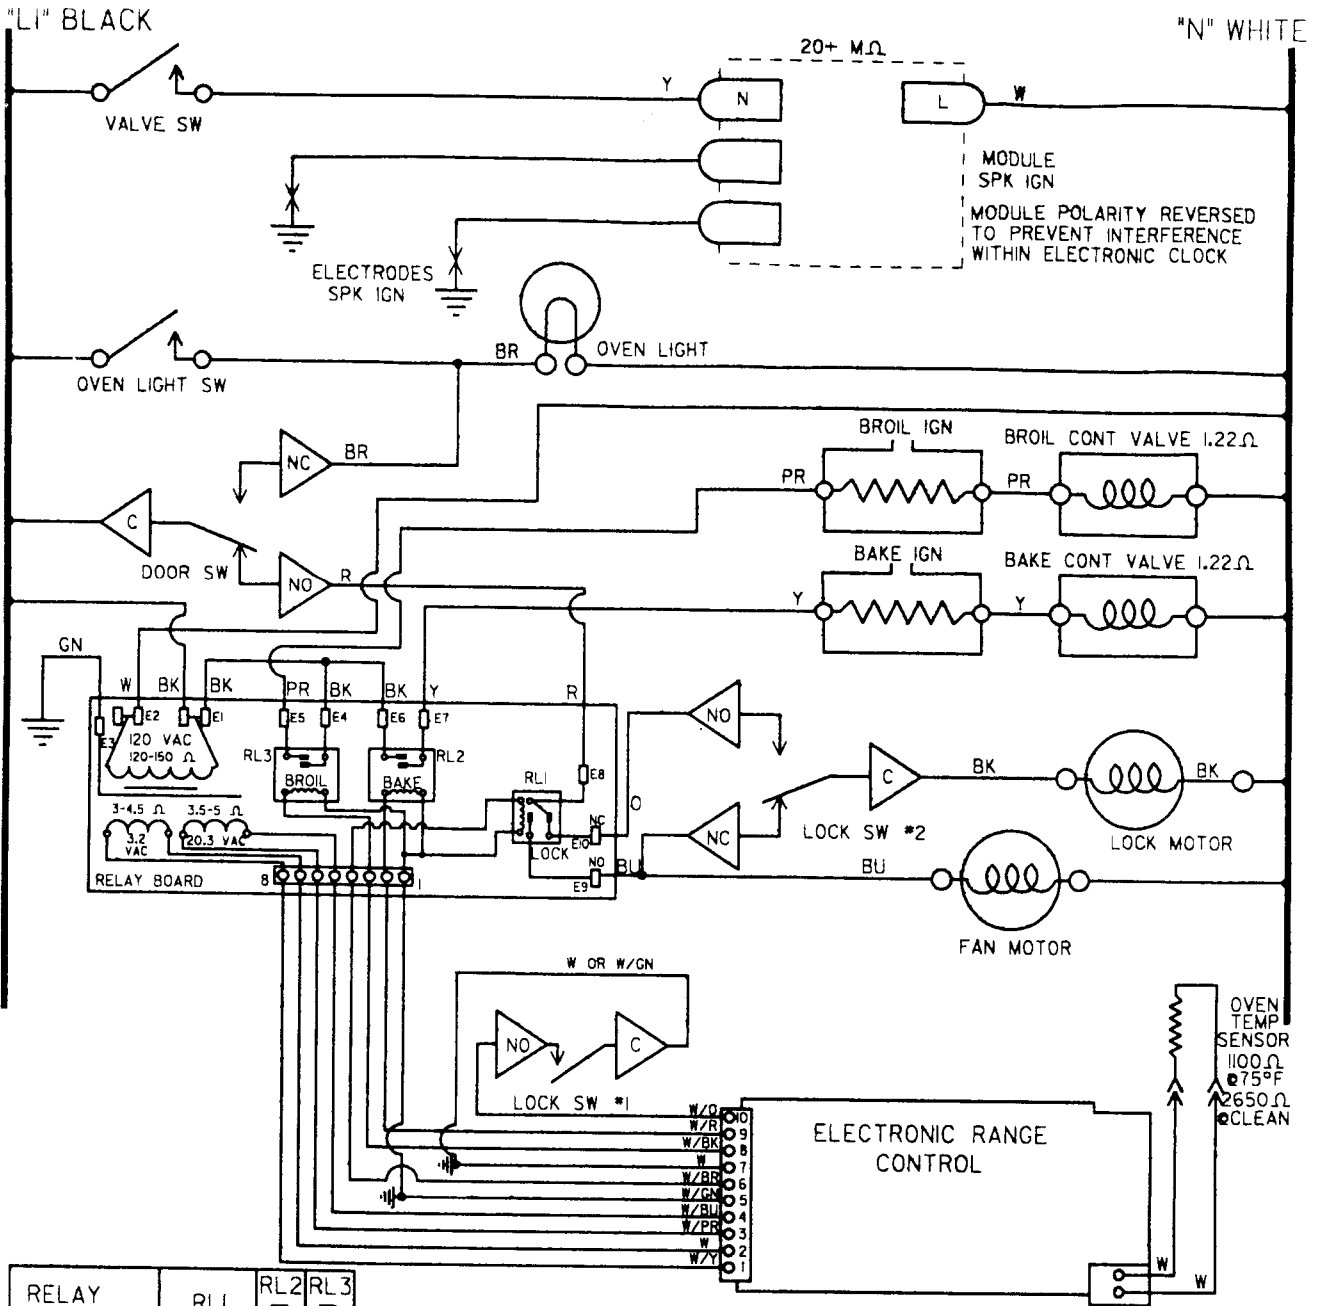 "L1" BLACK
"N" WHITE
20+ MΩ
VALVE SW
Y
N
L
W
MODULE
SPK IGN
MODULE POLARITY REVERSED
TO PREVENT INTERFERENCE
WITHIN ELECTRONIC CLOCK
ELECTRODES
SPK IGN
OVEN LIGHT SW
BR
OVEN LIGHT
NC
BR
BROIL IGN
BROIL CONT VALVE 1.22Ω
PR
PR
C
DOOR SW
NO
R
BAKE IGN
BAKE CONT VALVE 1.22Ω
Y
Y
GN
W
BK
BK
PR
BK
BK
Y
R
E3
E2
E1
E5
E4
E6
E7
120 VAC
120-150 Ω
RL3
BROIL
RL2
BAKE
RL1
E8
LOCK
NC
E10
NO
E9
O
BU
3-4.5 Ω
3.5-5 Ω
3.2
VAC
20.3 VAC
RELAY BOARD
8
1
NO
C
NC
LOCK SW #2
BK
BK
LOCK MOTOR
BU
FAN MOTOR
W OR W/GN
NO
C
LOCK SW #1
OVEN
TEMP
SENSOR
1100Ω
@75°F
2650Ω
@CLEAN
W/O 10
W/R 9
W/BK 8
W 7
W/BR 6
W/GN 5
W/BU 4
W/PR 3
W 2
W/Y 1
ELECTRONIC RANGE
CONTROL
W
W
RELAY
RL1
RL2
RL3